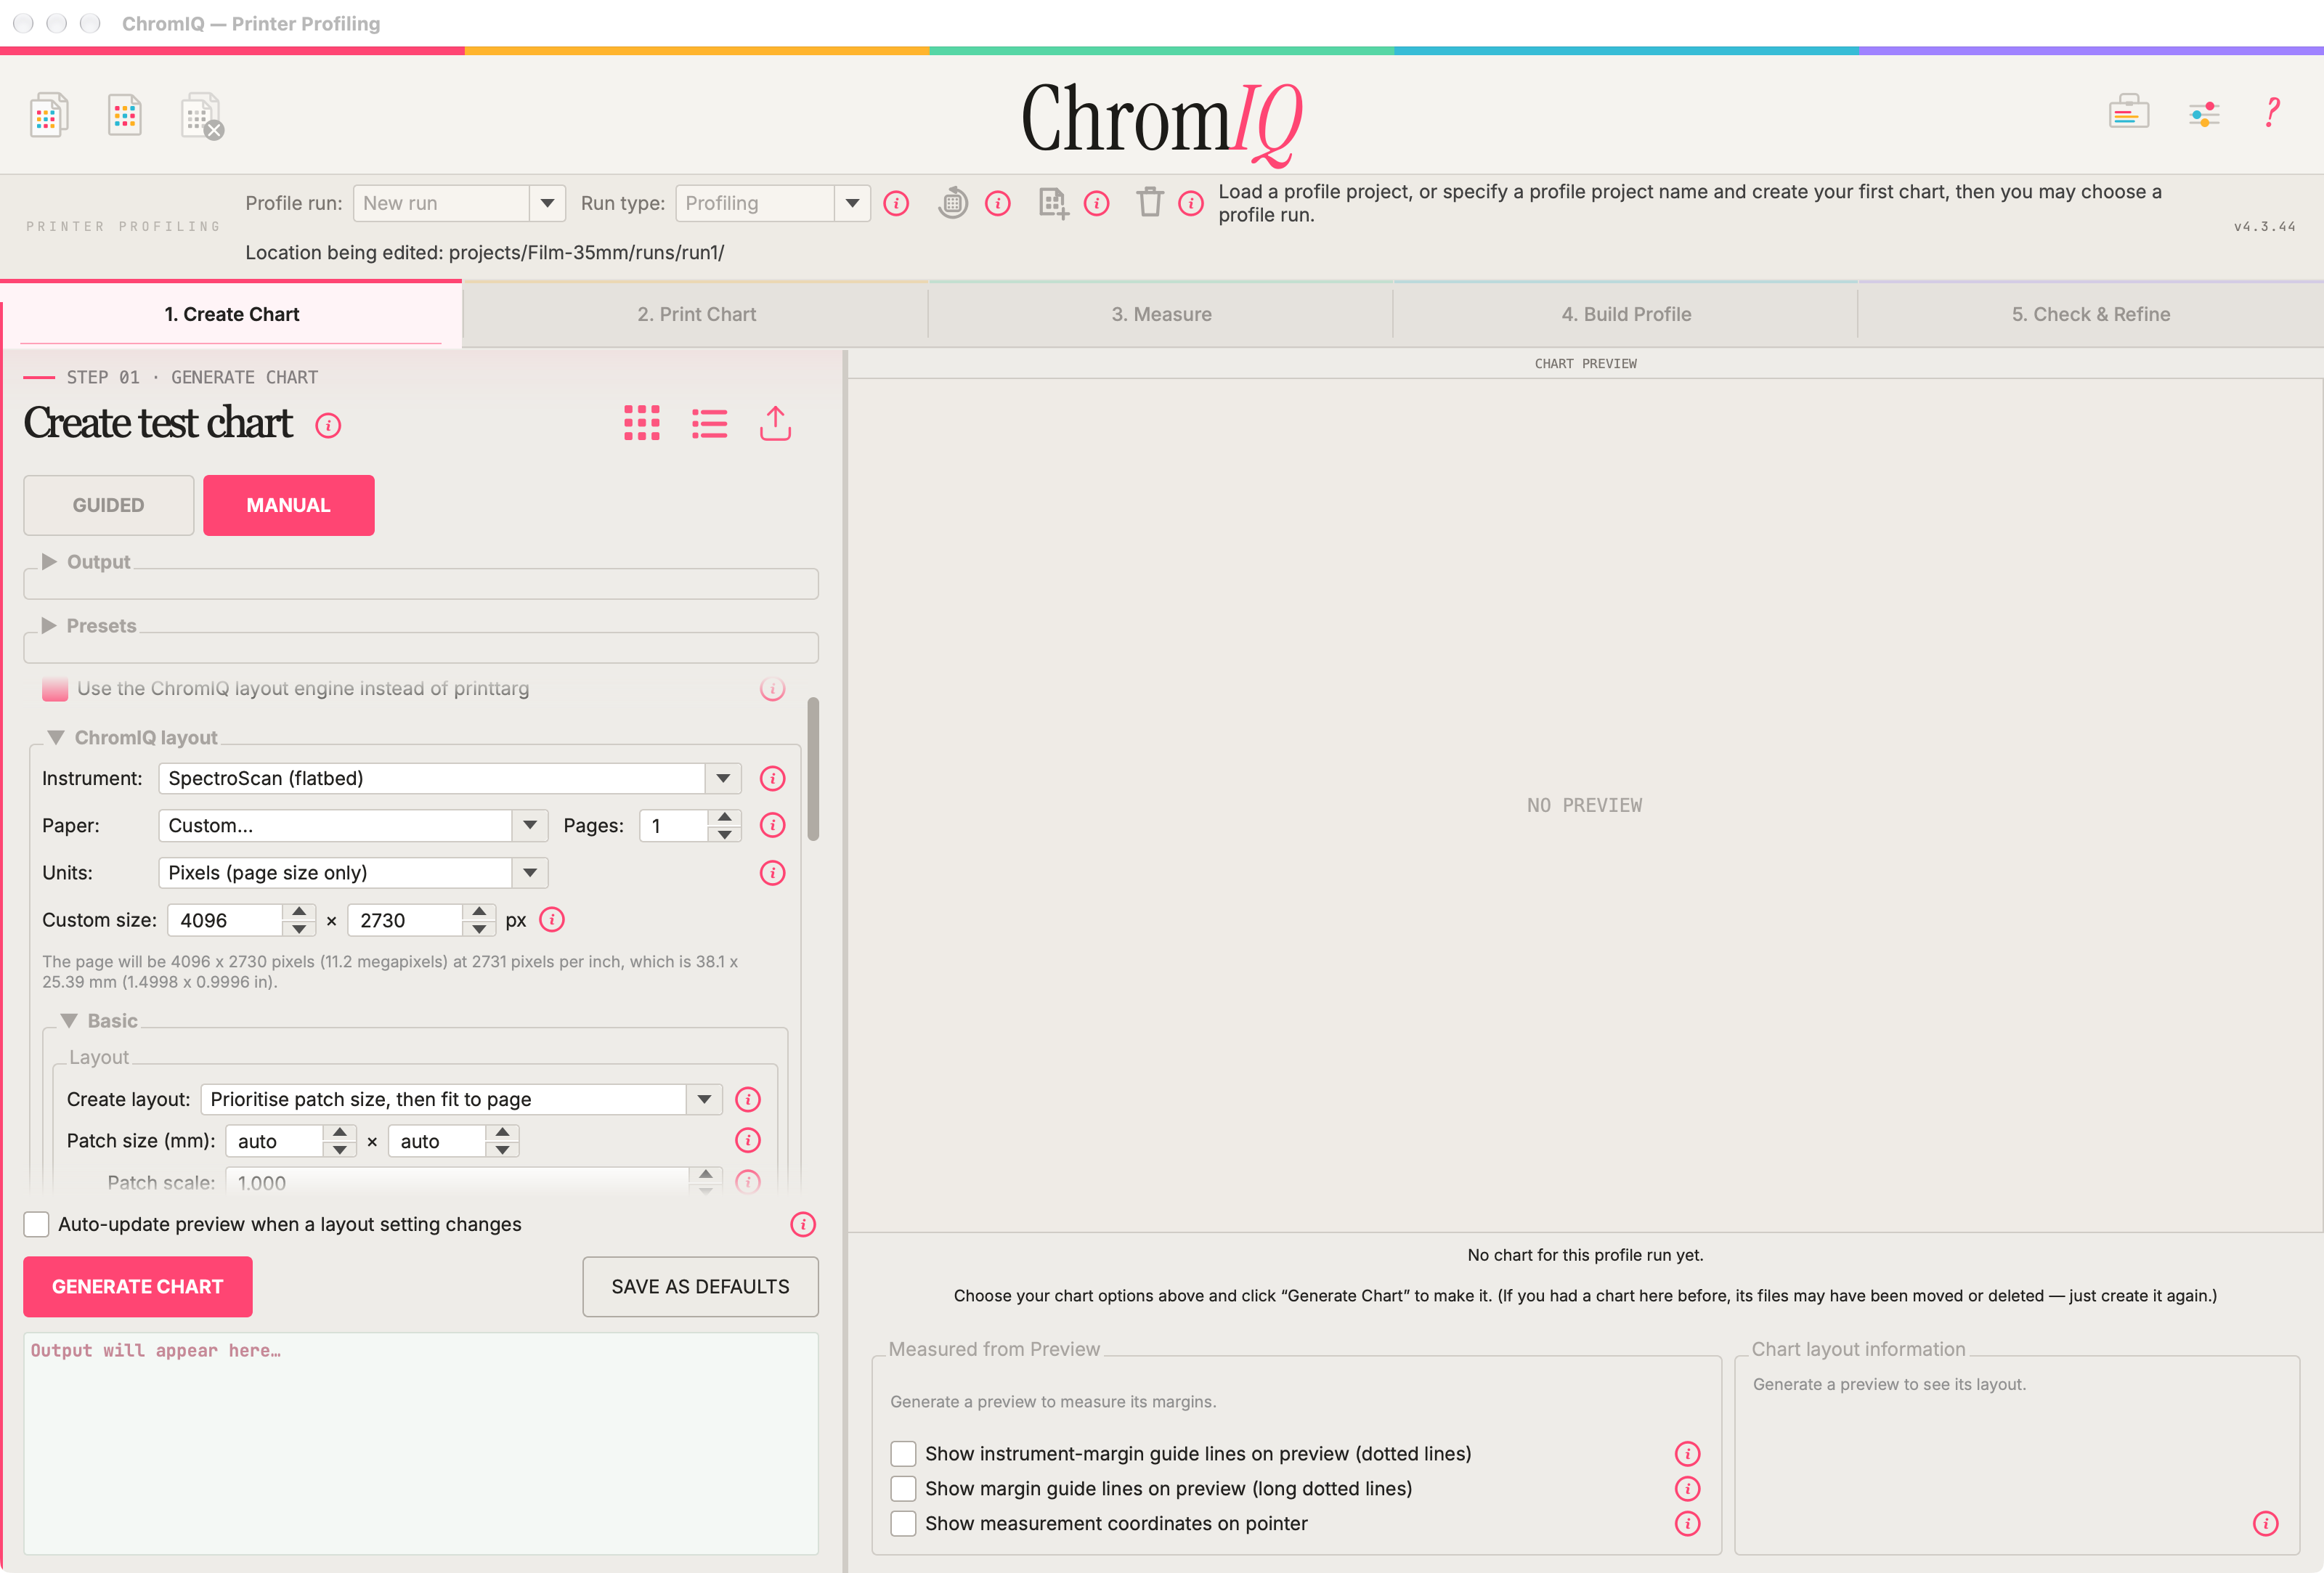 ChromIQ — Printer Profiling
ChromIQ
PRINTER PROFILING
Profile run: New run Run type: Profiling
Load a profile project, or specify a profile project name and create your first chart, then you may choose a
profile run.
v4.3.44
Location being edited: projects/Film-35mm/runs/run1/
1. Create Chart
2. Print Chart
3. Measure
4. Build Profile
5. Check & Refine
STEP 01 · GENERATE CHART
Create test chart
GUIDED
MANUAL
Output
Presets
Use the ChromIQ layout engine instead of printtarg
ChromIQ layout
Instrument: SpectroScan (flatbed)
Paper: Custom... Pages: 1
Units: Pixels (page size only)
Custom size: 4096 × 2730 px
The page will be 4096 x 2730 pixels (11.2 megapixels) at 2731 pixels per inch, which is 38.1 x
25.39 mm (1.4998 x 0.9996 in).
Basic
Layout
Create layout: Prioritise patch size, then fit to page
Patch size (mm): auto × auto
Patch scale: 1.000
Auto-update preview when a layout setting changes
GENERATE CHART
SAVE AS DEFAULTS
Output will appear here…
CHART PREVIEW
NO PREVIEW
No chart for this profile run yet.
Choose your chart options above and click “Generate Chart” to make it. (If you had a chart here before, its files may have been moved or deleted — just create it again.)
Measured from Preview
Generate a preview to measure its margins.
Show instrument-margin guide lines on preview (dotted lines)
Show margin guide lines on preview (long dotted lines)
Show measurement coordinates on pointer
Chart layout information
Generate a preview to see its layout.